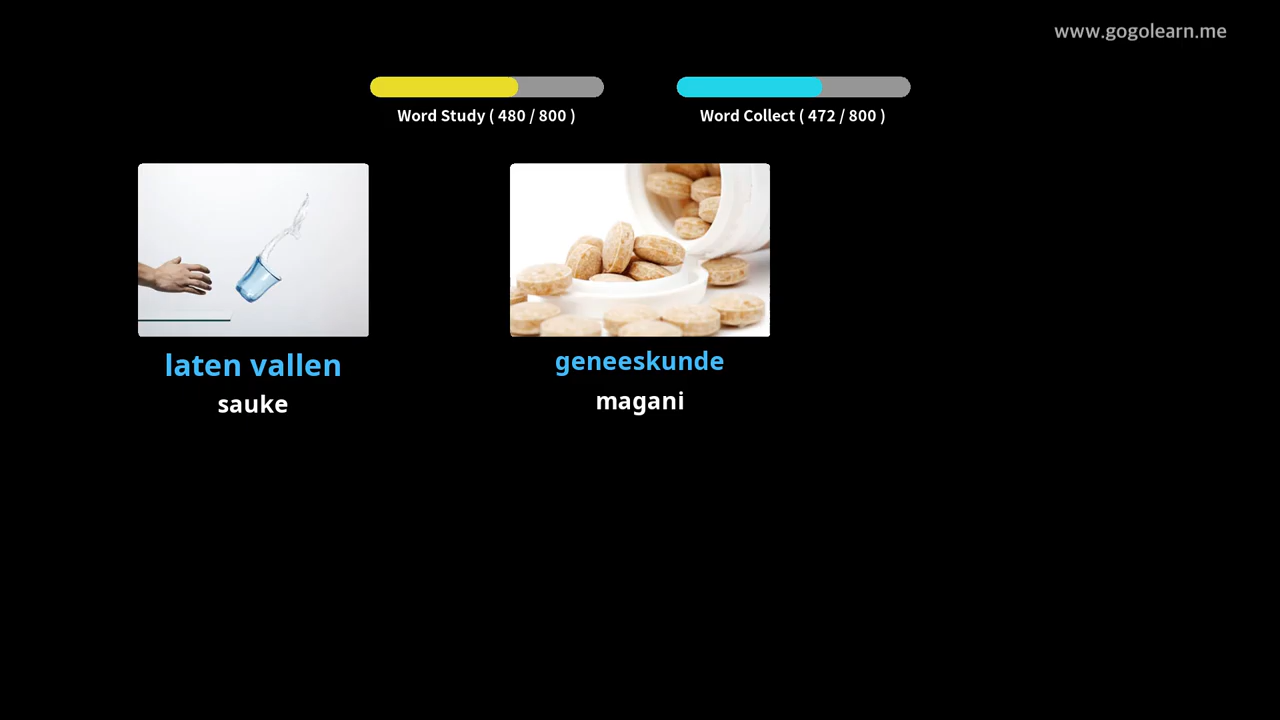 www.gogolearn.me
Word Study ( 480 / 800 )
Word Collect ( 472 / 800 )
laten vallen
sauke
geneeskunde
magani